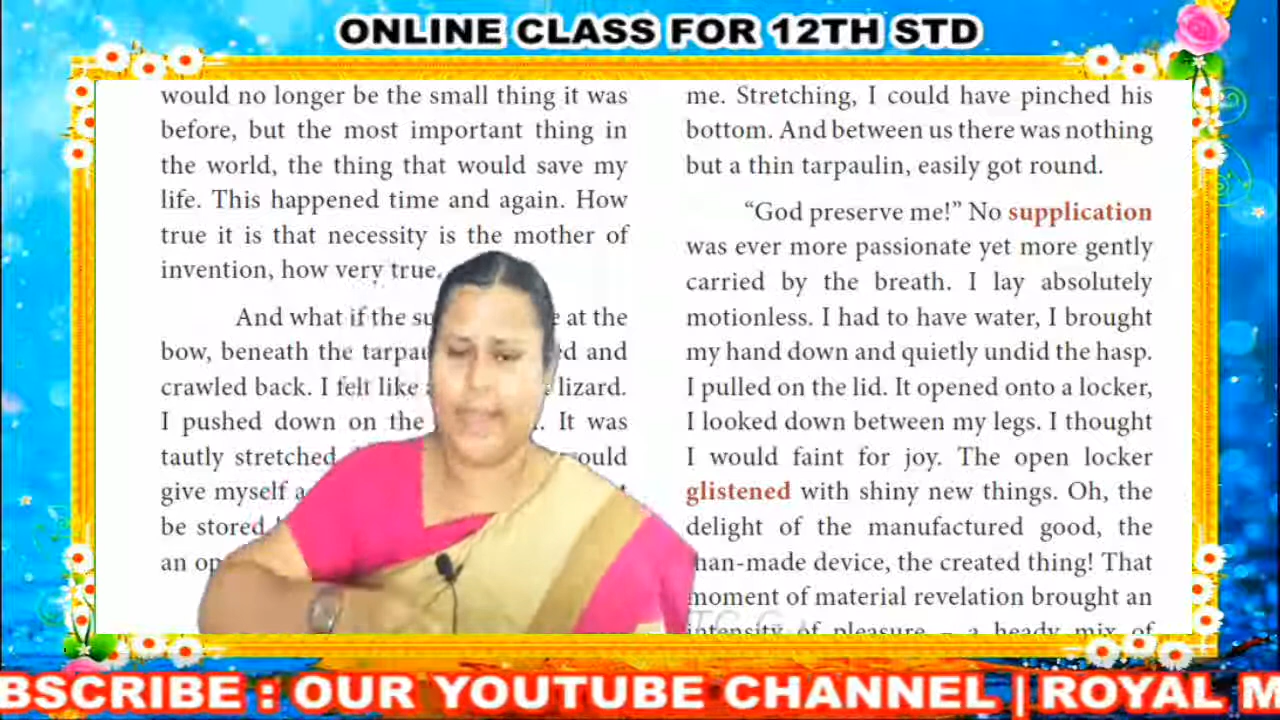 ONLINE CLASS FOR 12TH STD
would no longer be the small thing it was
before, but the most important thing in
the world, the thing that would save my
life. This happened time and again. How
true it is that necessity is the mother of
invention, how very true.
And what if the at the
bow, beneath the and
crawled back. I felt like lizard.
I pushed down on the It was
tautly stretched
give myself
be stored
an
me. Stretching, I could have pinched his
bottom. And between us there was nothing
but a thin tarpaulin, easily got round.
“God preserve me!” No supplication
was ever more passionate yet more gently
carried by the breath. I lay absolutely
motionless. I had to have water, I brought
my hand down and quietly undid the hasp.
I pulled on the lid. It opened onto a locker,
I looked down between my legs. I thought
I would faint for joy. The open locker
glistened with shiny new things. Oh, the
delight of the manufactured good, the
man-made device, the created thing! That
moment of material revelation brought an
intensity of pleasure – a heady mix of
BSCRIBE : OUR YOUTUBE CHANNEL | ROYAL M